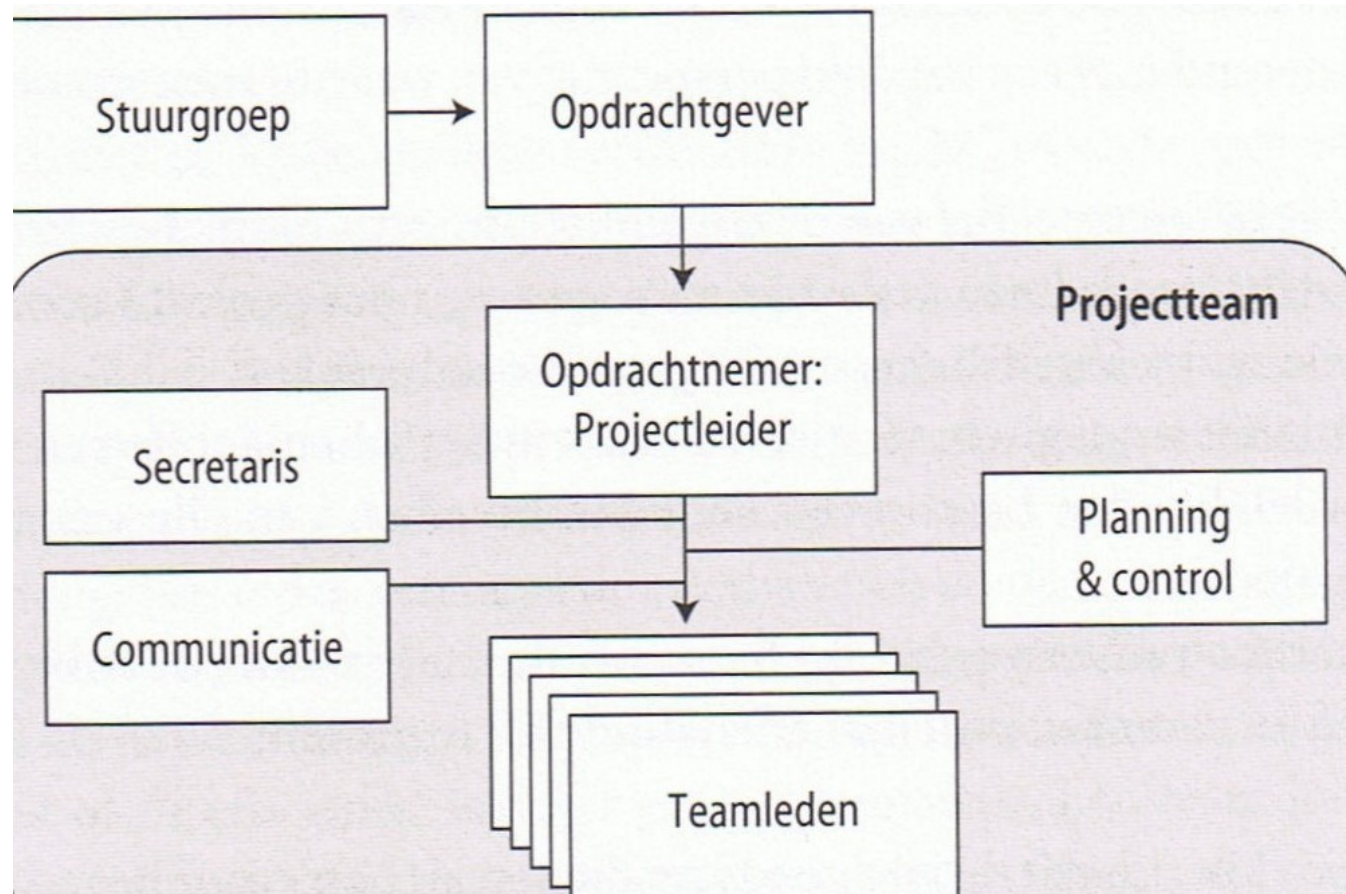 Stuurgroep
Opdrachtgever
Projectteam
Opdrachtnemer:
Projectleider
Secretaris
Planning
& control
Communicatie
Teamleden